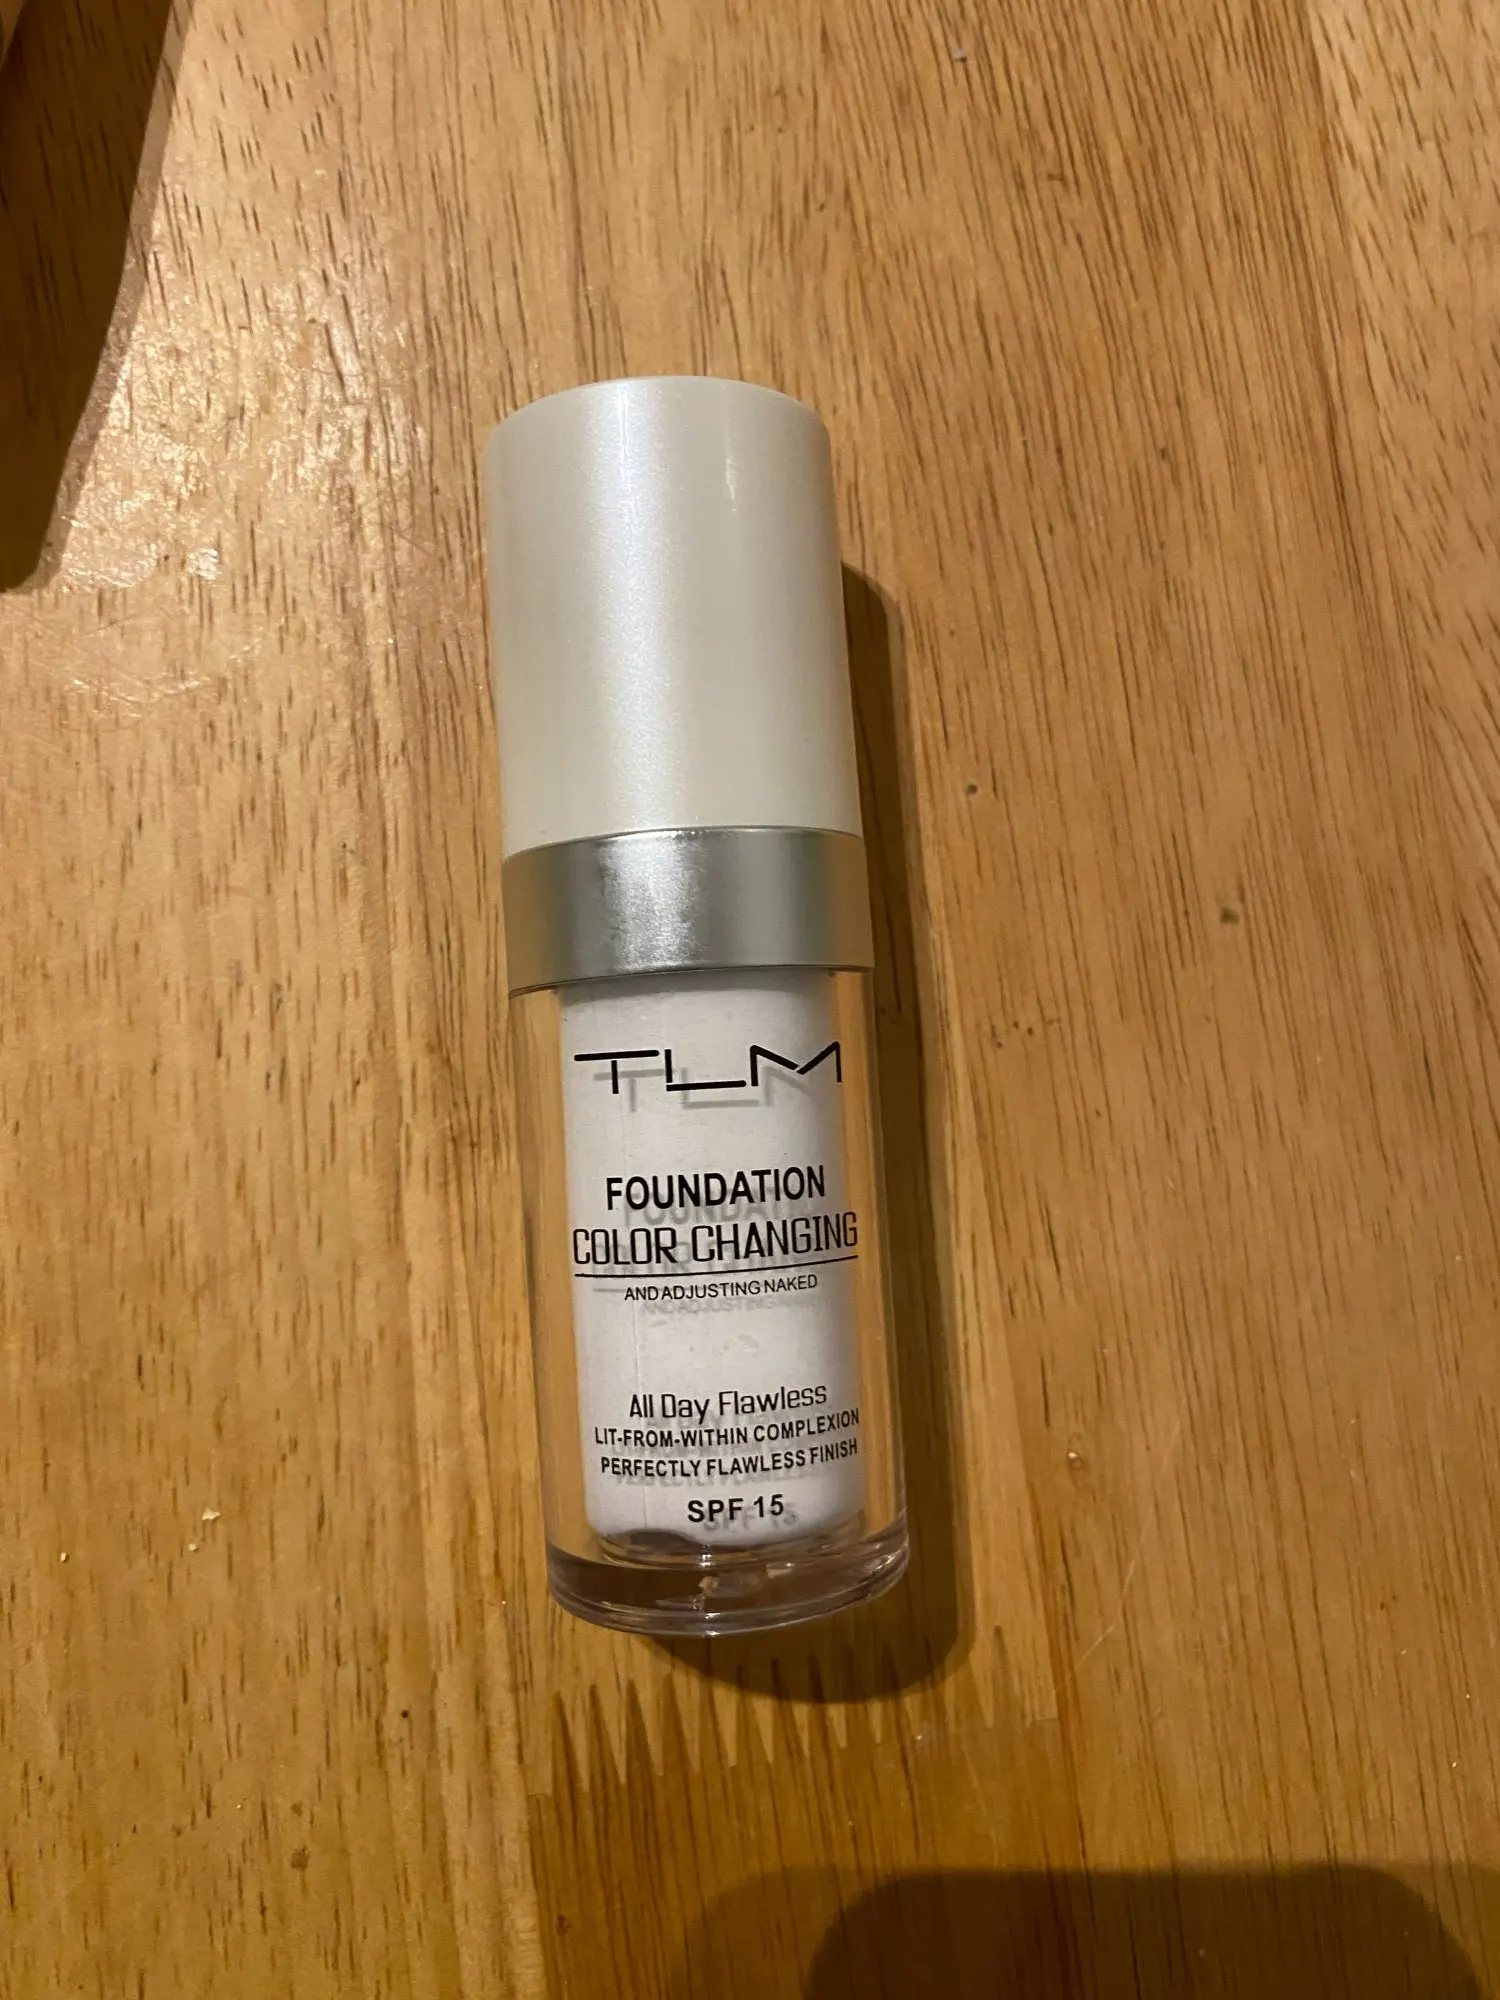 TLM
FOUNDATION
COLOR CHANGING
AND ADJUSTING NAKED
All Day Flawless
LIT-FROM-WITHIN COMPLEXION
PERFECTLY FLAWLESS FINISH
SPF 15